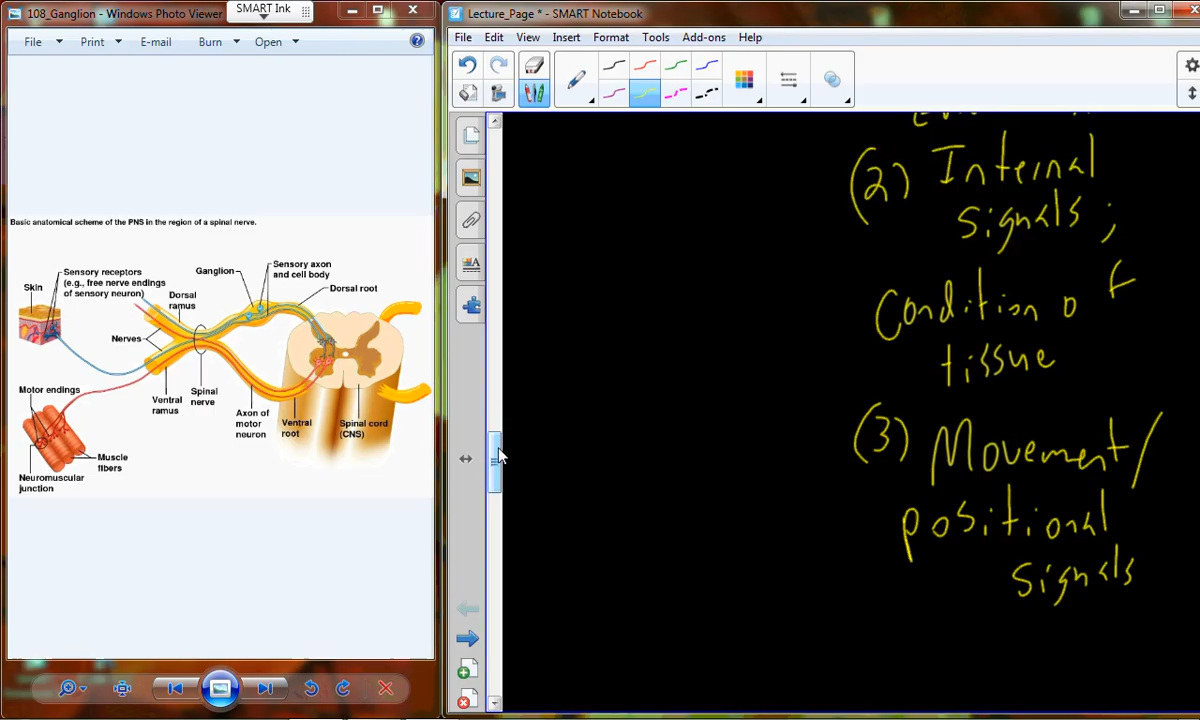 108_Ganglion - Windows Photo Viewer
SMART Ink
File Print E-mail Burn Open
Basic anatomical scheme of the PNS in the region of a spinal nerve.
Skin
Sensory receptors
(e.g., free nerve endings
of sensory neuron)
Dorsal
ramus
Ganglion
Sensory axon
and cell body
Dorsal root
Nerves
Motor endings
Ventral
ramus
Spinal
nerve
Axon of
motor
neuron
Ventral
root
Spinal cord
(CNS)
Muscle
fibers
Neuromuscular
junction
Lecture_Page * - SMART Notebook
File Edit View Insert Format Tools Add-ons Help
(2) Internal
signals;
Condition of
tissue
(3) Movement/
positional
signals